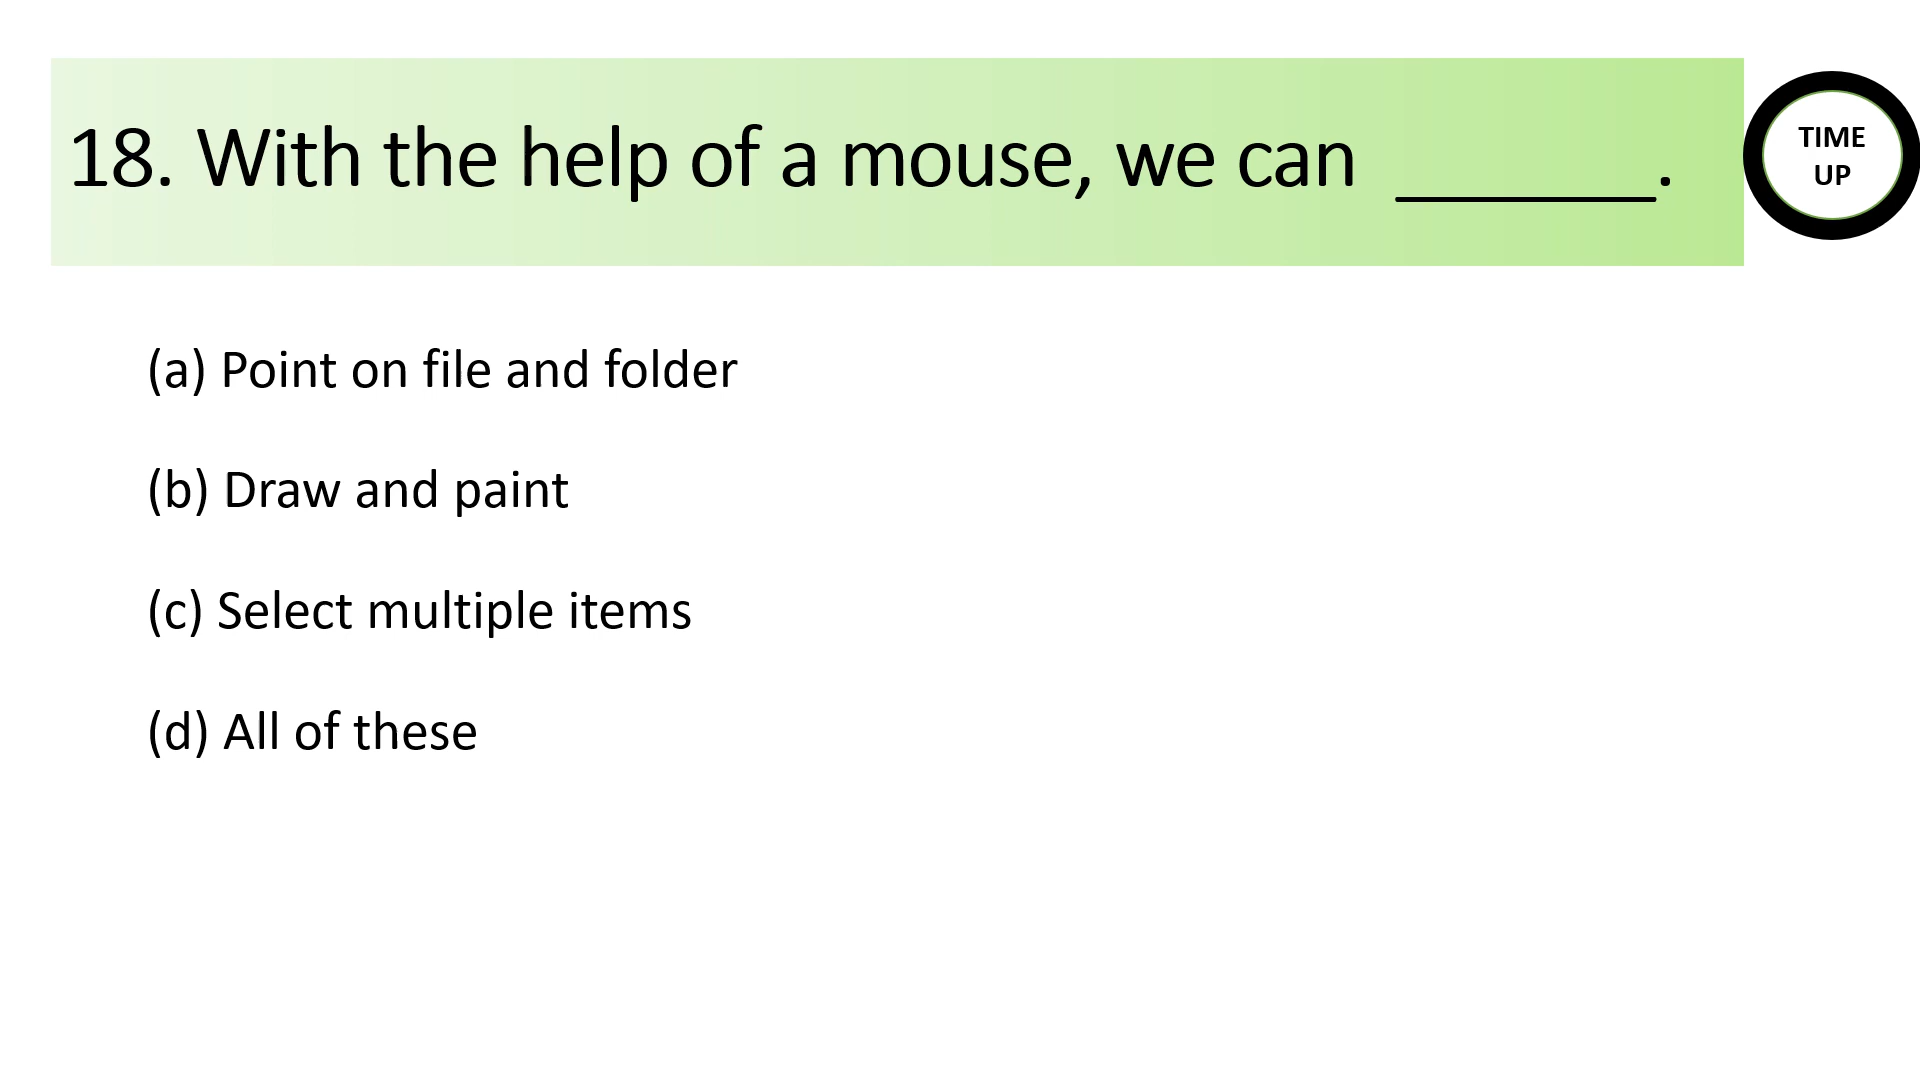 18. With the help of a mouse, we can ______.
TIME
UP
(a) Point on file and folder
(b) Draw and paint
(c) Select multiple items
(d) All of these